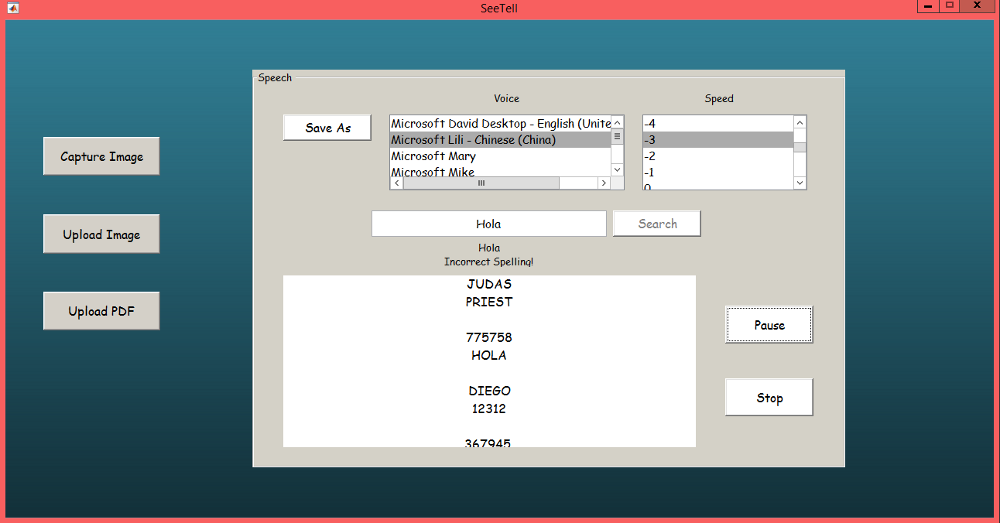 SeeTell
Capture Image
Upload Image
Upload PDF
Speech
Voice
Speed
Save As
Microsoft David Desktop - English (Unite
Microsoft Lili - Chinese (China)
Microsoft Mary
Microsoft Mike
-4
-3
-2
-1
0
Hola
Search
Hola
Incorrect Spelling!
JUDAS
PRIEST
775758
HOLA
DIEGO
12312
367945
Pause
Stop